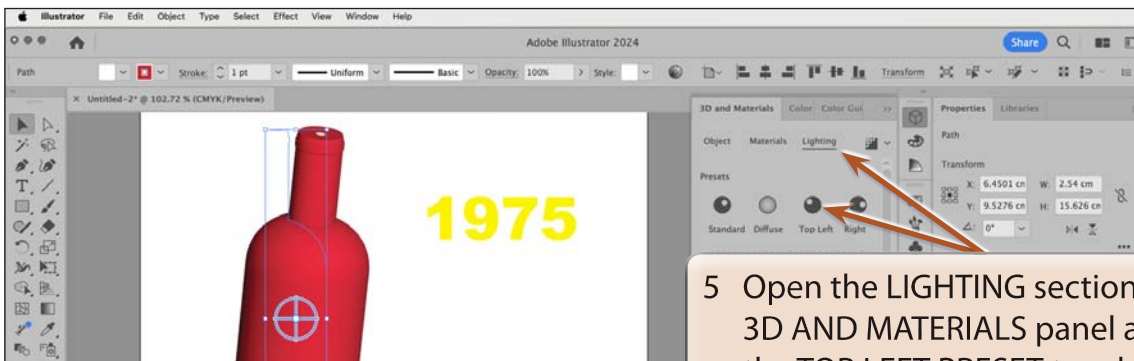 Illustrator File Edit Object Type Select Effect View Window Help
Adobe Illustrator 2024
Share
Path Stroke: 1 pt Uniform Basic Opacity: 100% Style: Transform
× Untitled-2* @ 102.72 % (CMYK/Preview)
3D and Materials Color Color Gui >>
Properties Libraries
Object Materials Lighting
Path
Transform
Presets
X: 6.4501 cm W: 2.54 cm
Y: 9.5276 cm H: 15.626 cm
0°
Standard Diffuse Top Left Right
1975
5 Open the LIGHTING section
3D AND MATERIALS panel a